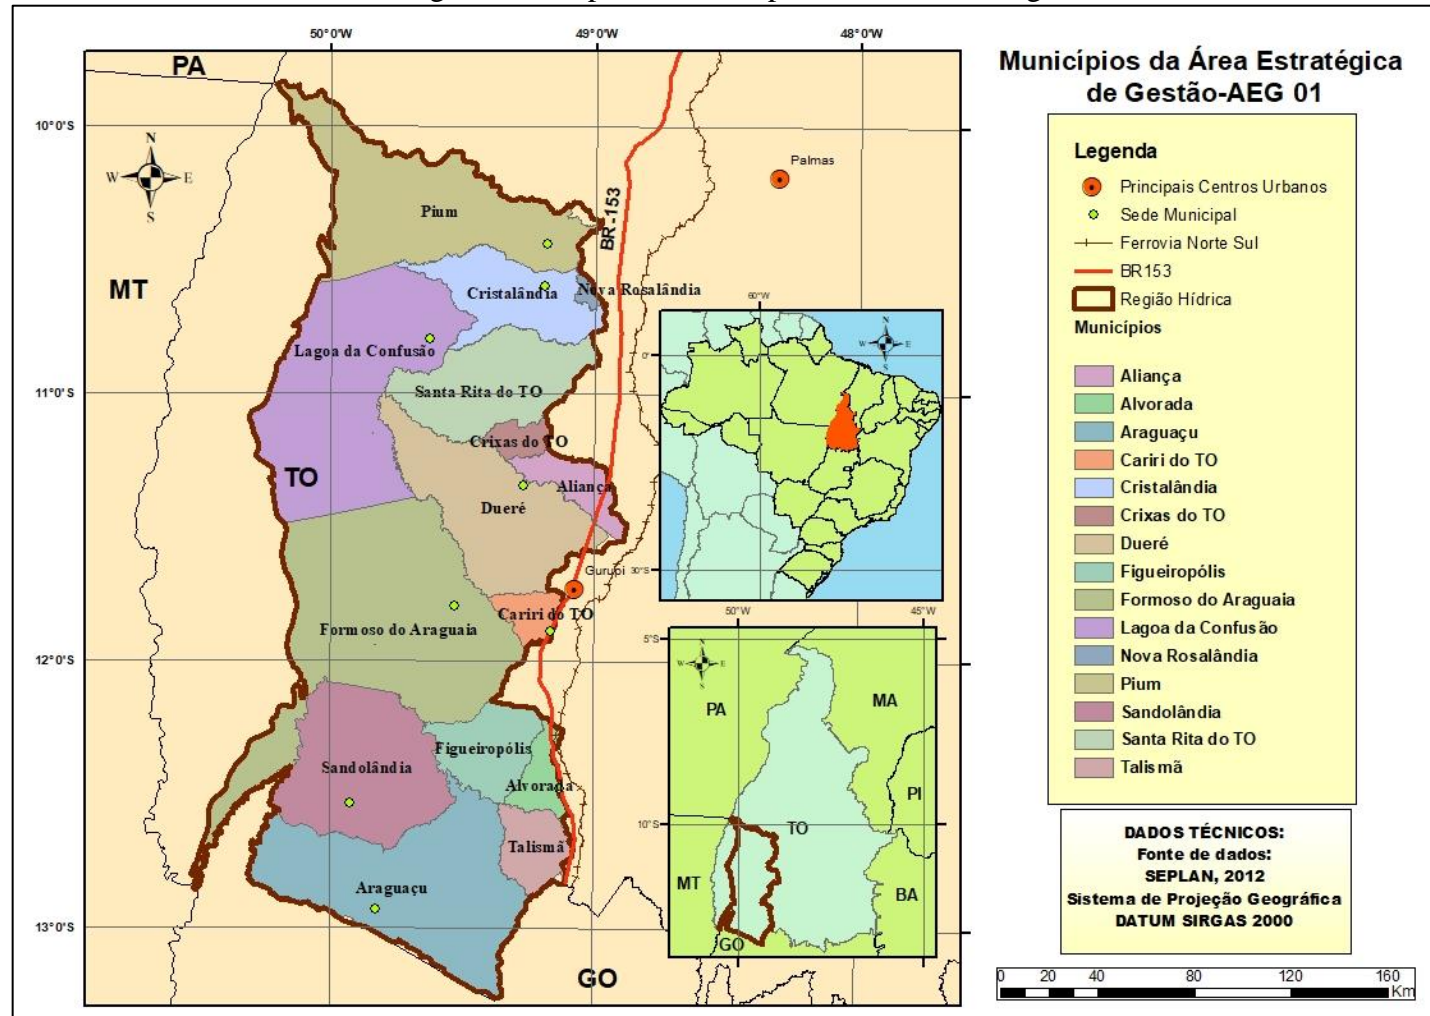 50°0'W
49°0'W
48°0'W
PA
10°0'S
N
W
E
S
Palmas
Pium
BR-153
MT
Cristalândia
Nova Rosalândia
Lagoa da Confusão
Santa Rita do TO
11°0'S
Crixas do TO
TO
Aliança
Dueré
Gurupi
Cariri do TO
Formoso do Araguaia
12°0'S
Figueirópolis
Sandolândia
Alvorada
Talismã
Araguaçu
13°0'S
GO
60°W
N
W
E
S
0°
30°S
50°W
45°W
5°S
N
W
E
S
PA
MA
PI
10°S
TO
MT
BA
GO
Municípios da Área Estratégica
de Gestão-AEG 01
Legenda
Principais Centros Urbanos
Sede Municipal
Ferrovia Norte Sul
BR153
Região Hídrica
Municípios
Aliança
Alvorada
Araguaçu
Cariri do TO
Cristalândia
Crixas do TO
Dueré
Figueiropólis
Formoso do Araguaia
Lagoa da Confusão
Nova Rosalândia
Pium
Sandolândia
Santa Rita do TO
Talismã
DADOS TÉCNICOS:
Fonte de dados:
SEPLAN, 2012
Sistema de Projeção Geográfica
DATUM SIRGAS 2000
0 20 40 80 120 160
Km